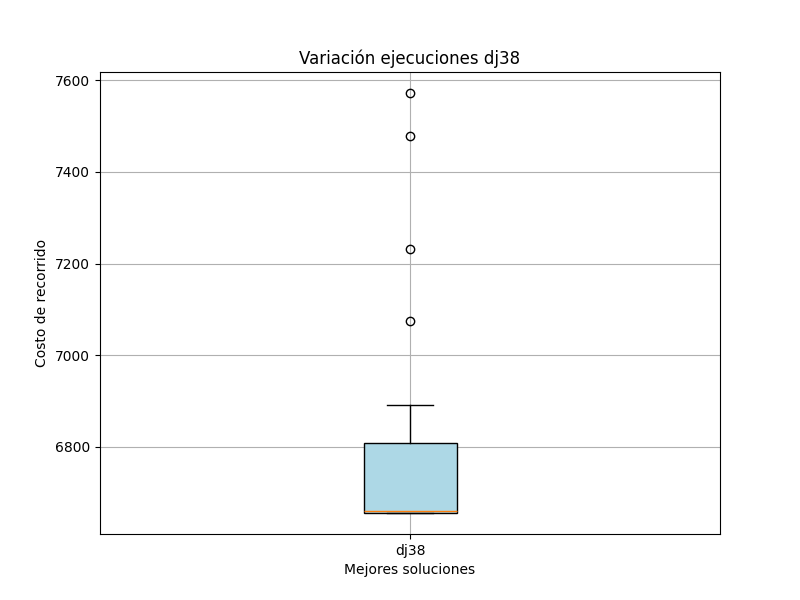 Variación ejecuciones dj38
7600
7400
7200
7000
6800
Costo de recorrido
dj38
Mejores soluciones